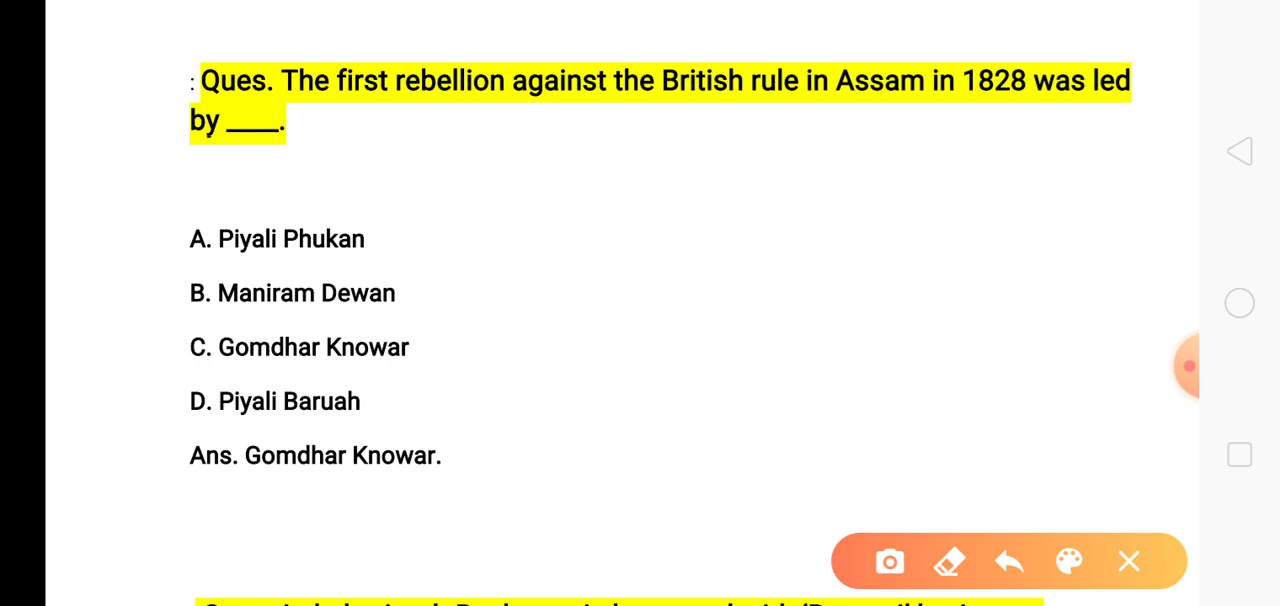 : Ques. The first rebellion against the British rule in Assam in 1828 was led
by ____.
A. Piyali Phukan
B. Maniram Dewan
C. Gomdhar Knowar
D. Piyali Baruah
Ans. Gomdhar Knowar.